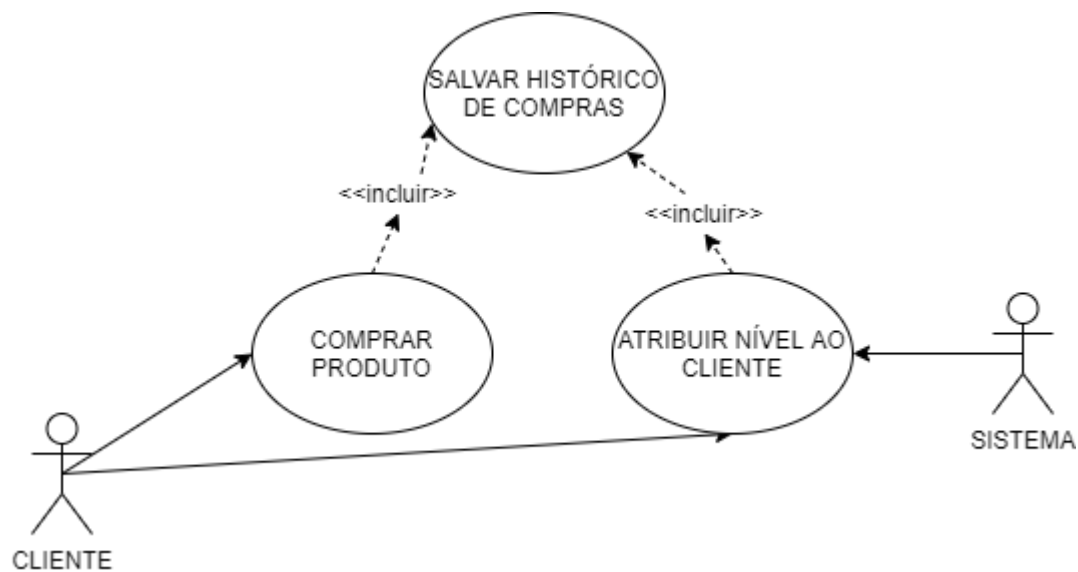 SALVAR HISTÓRICO
DE COMPRAS
<<incluir>>
<<incluir>>
COMPRAR
PRODUTO
ATRIBUIR NÍVEL AO
CLIENTE
SISTEMA
CLIENTE